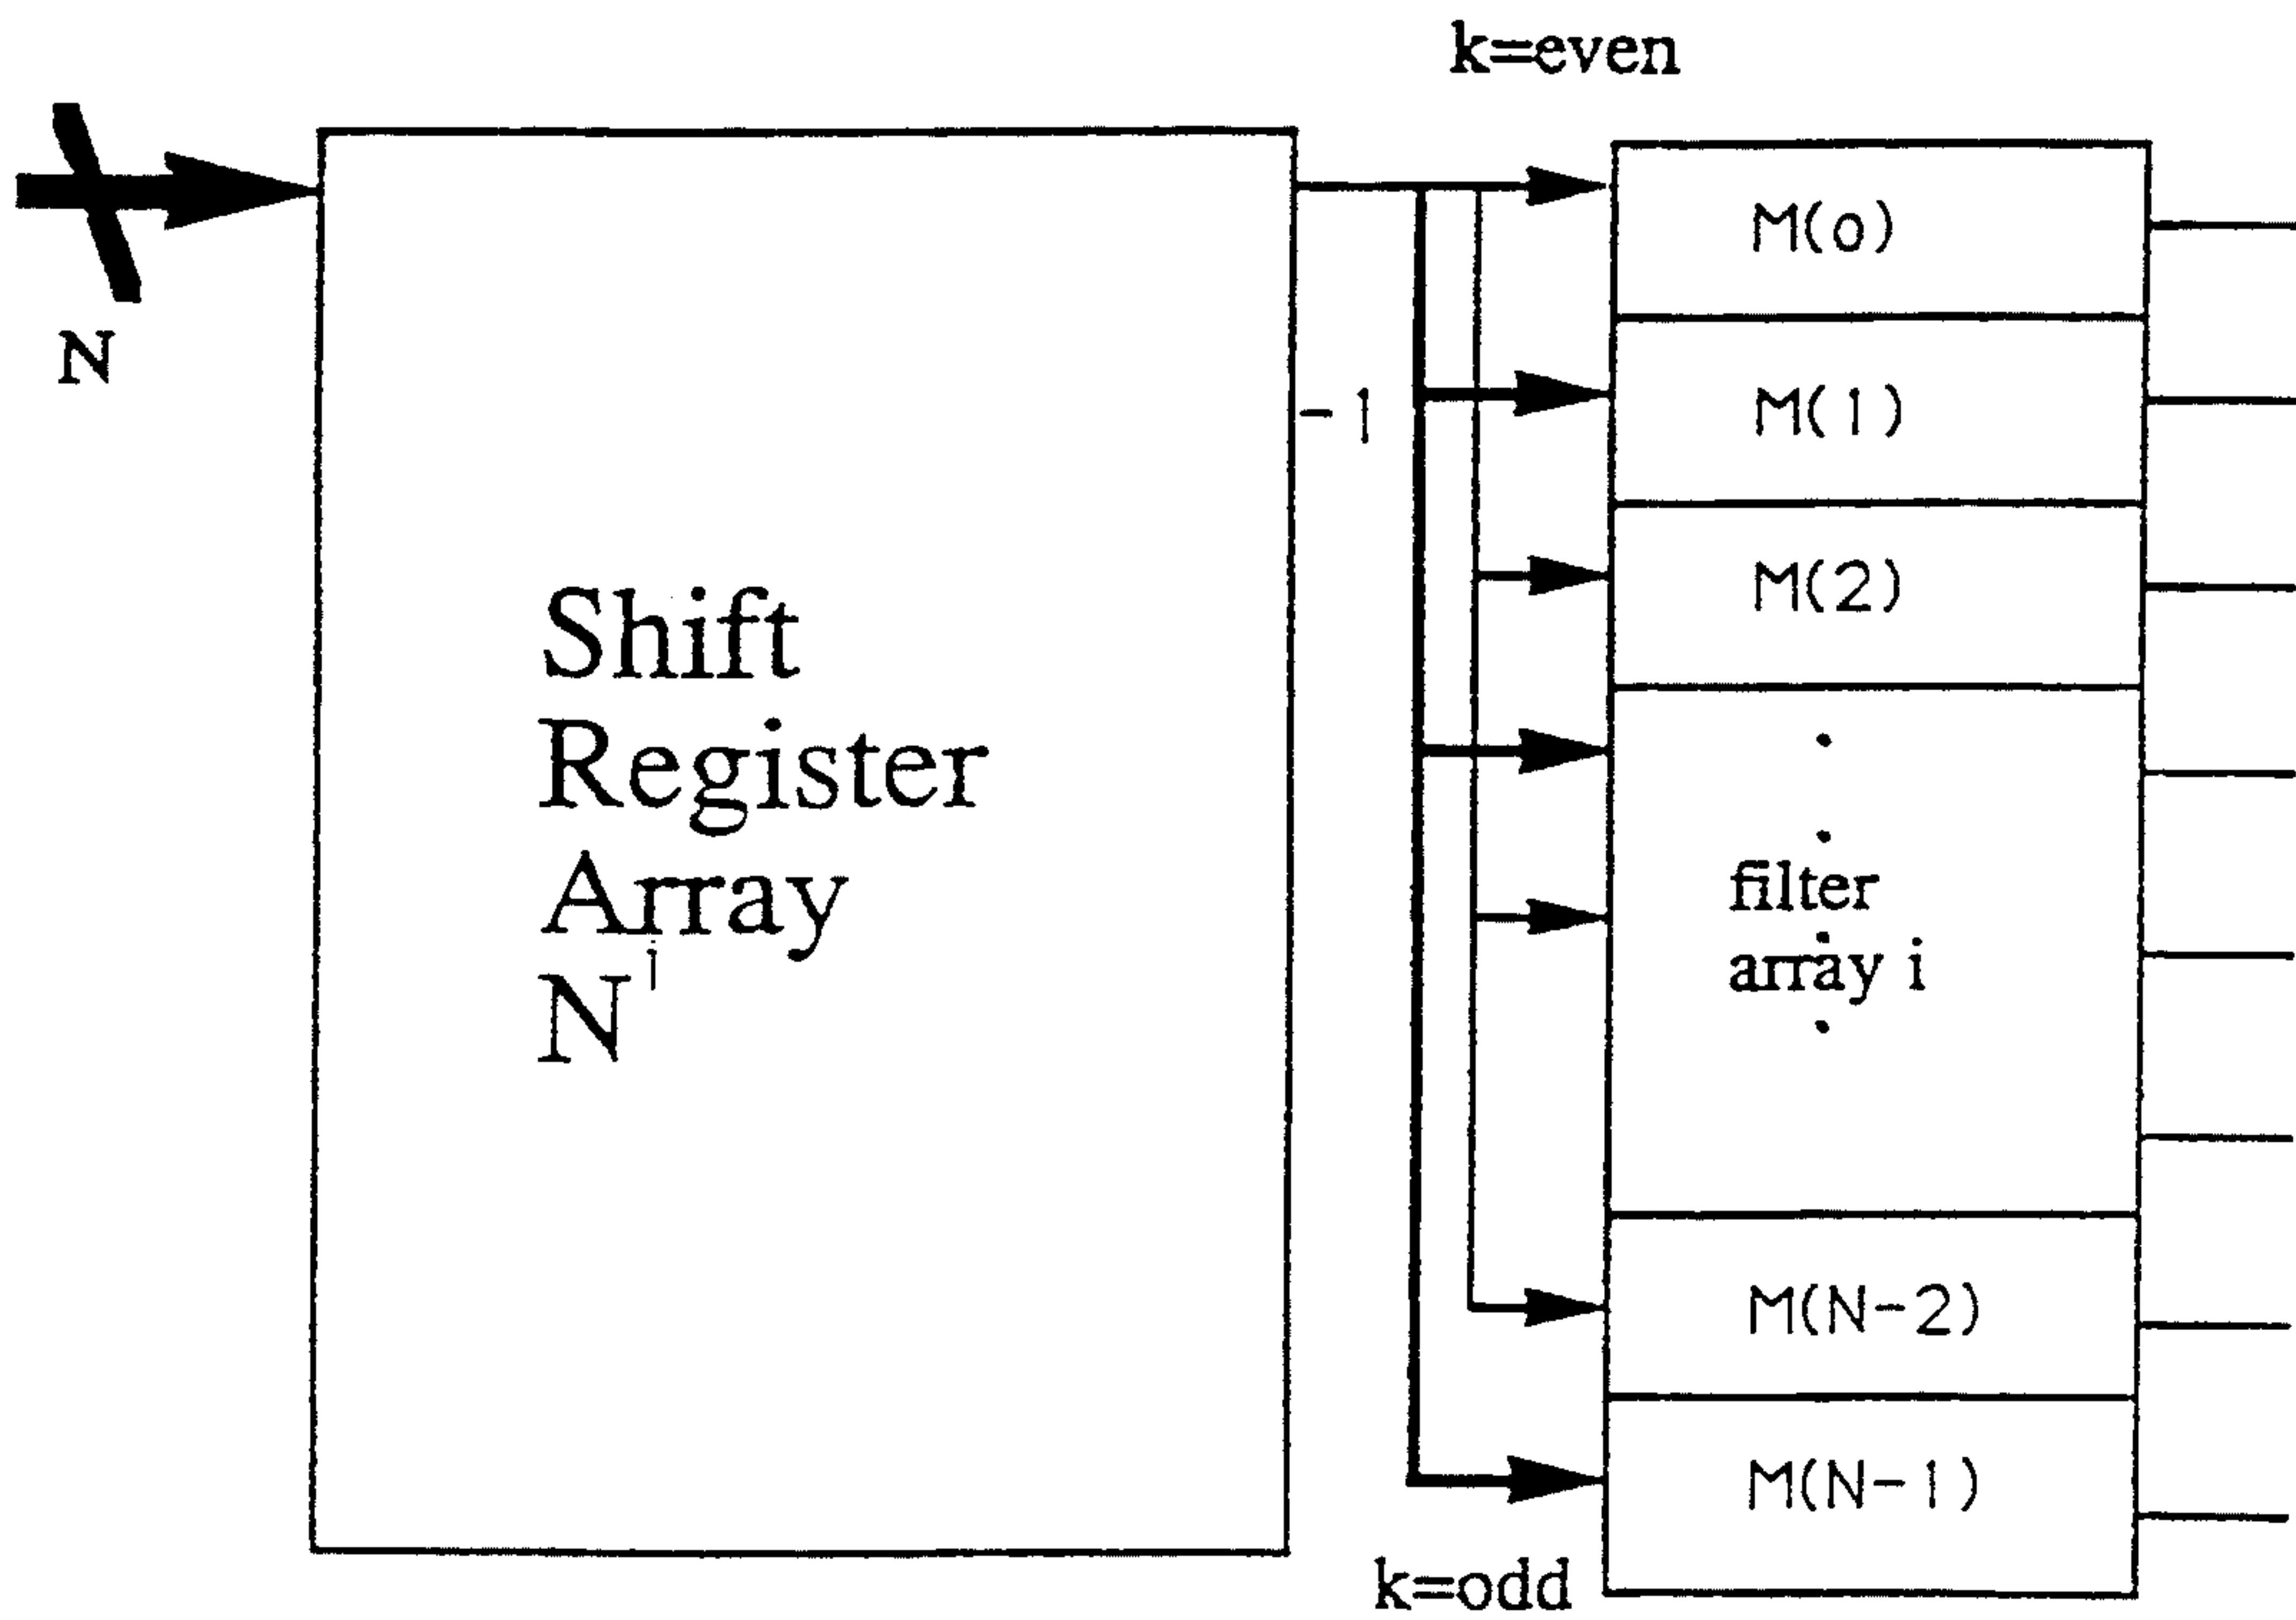 k=even
N
M(o)
-1
M(1)
M(2)
Shift
Register
Array
N i
filter
array i
M(N-2)
M(N-1)
k=odd